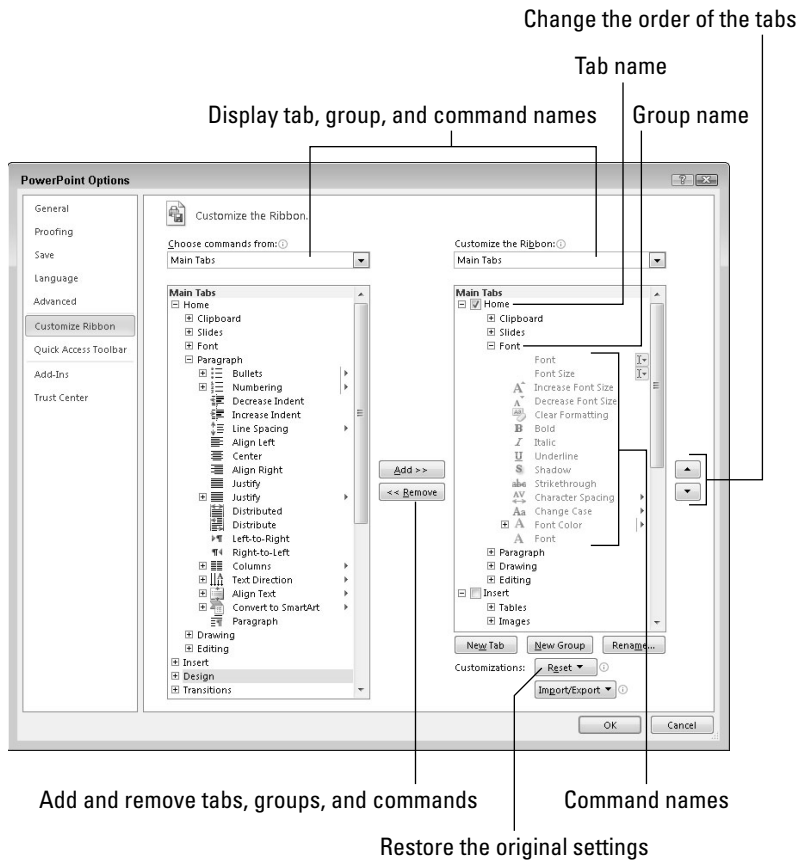 Change the order of the tabs
Tab name
Display tab, group, and command names
Group name
PowerPoint Options
General
Proofing
Save
Language
Advanced
Customize Ribbon
Quick Access Toolbar
Add-Ins
Trust Center
Customize the Ribbon.
Choose commands from:
Main Tabs
Main Tabs
Home
Clipboard
Slides
Font
Paragraph
Bullets
Numbering
Decrease Indent
Increase Indent
Line Spacing
Align Left
Center
Align Right
Justify
Justify
Distributed
Distribute
Left-to-Right
Right-to-Left
Columns
Text Direction
Align Text
Convert to SmartArt
Paragraph
Drawing
Editing
Insert
Design
Transitions
Add >>
<< Remove
Customize the Ribbon:
Main Tabs
Main Tabs
Home
Clipboard
Slides
Font
Font
Font Size
Increase Font Size
Decrease Font Size
Clear Formatting
Bold
Italic
Underline
Shadow
Strikethrough
Character Spacing
Change Case
Font Color
Font
Paragraph
Drawing
Editing
Insert
Tables
Images
New Tab
New Group
Rename...
Customizations:
Reset
Import/Export
OK
Cancel
Add and remove tabs, groups, and commands
Command names
Restore the original settings